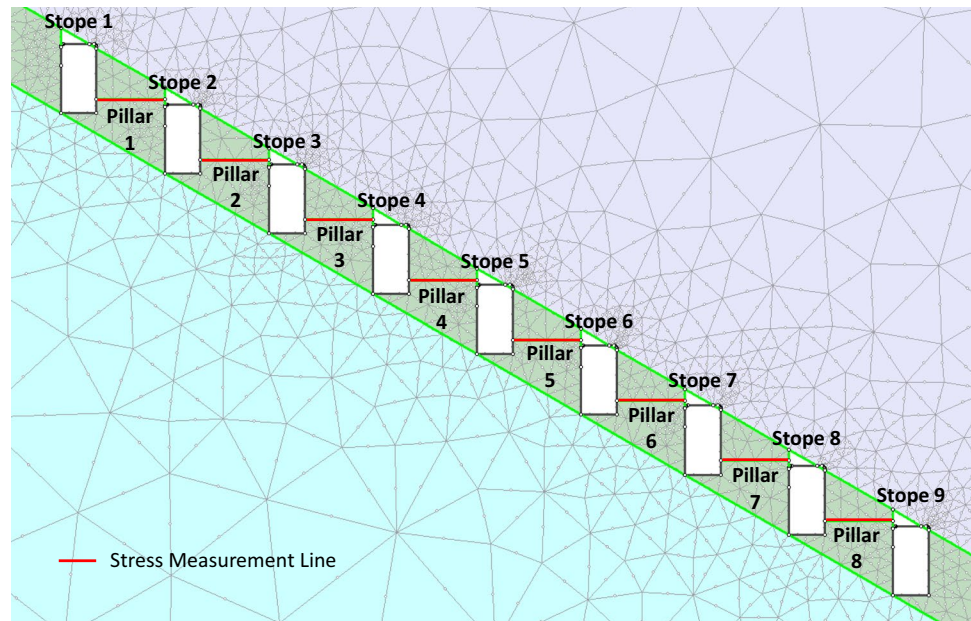 Stope 1
Stope 2
Pillar
1
Stope 3
Pillar
2
Stope 4
Pillar
3
Stope 5
Pillar
4
Stope 6
Pillar
5
Stope 7
Pillar
6
Stope 8
Pillar
7
Stope 9
Pillar
8
Stress Measurement Line